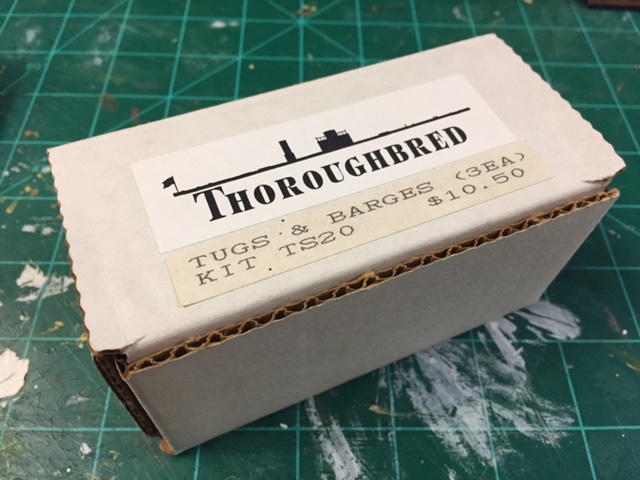 THOROUGHBRED
TUGS & BARGES (3EA)
KIT TS20 $10.50